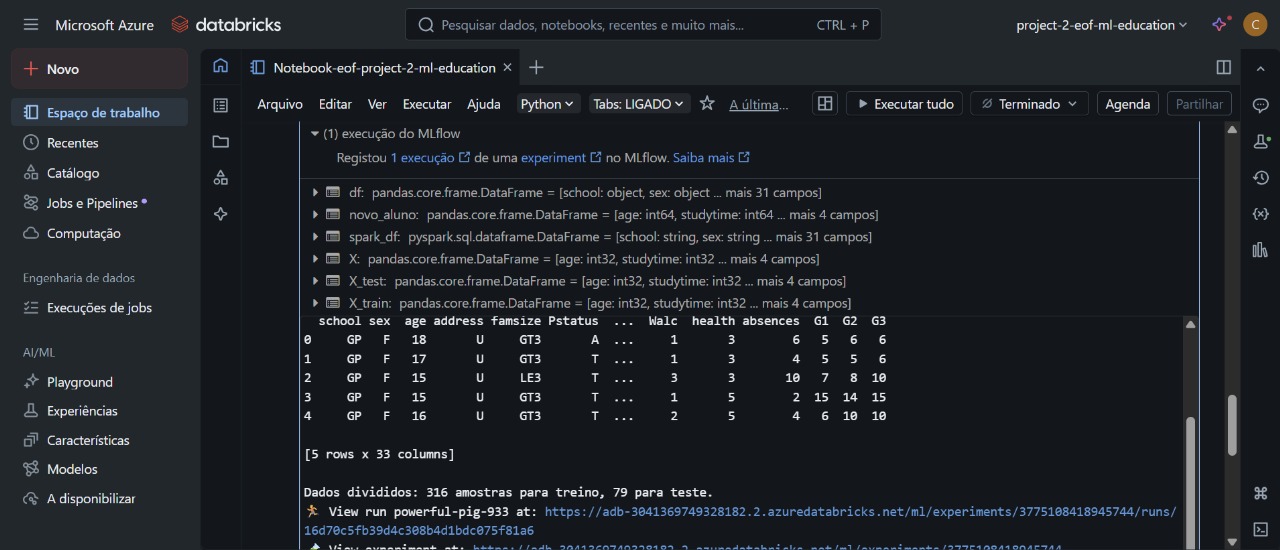 Microsoft Azure databricks
Pesquisar dados, notebooks, recentes e muito mais... CTRL + P
project-2-eof-ml-education
C
Novo
Espaço de trabalho
Recentes
Catálogo
Jobs e Pipelines
Computação
Engenharia de dados
Execuções de jobs
AI/ML
Playground
Experiências
Características
Modelos
A disponibilizar
Notebook-eof-project-2-ml-education
Arquivo Editar Ver Executar Ajuda Python Tabs: LIGADO A última... Executar tudo Terminado Agenda Partilhar
(1) execução do MLflow
Registou 1 execução de uma experiment no MLflow. Saiba mais
df: pandas.core.frame.DataFrame = [school: object, sex: object ... mais 31 campos]
novo_aluno: pandas.core.frame.DataFrame = [age: int64, studytime: int64 ... mais 4 campos]
spark_df: pyspark.sql.dataframe.DataFrame = [school: string, sex: string ... mais 31 campos]
X: pandas.core.frame.DataFrame = [age: int32, studytime: int32 ... mais 4 campos]
X_test: pandas.core.frame.DataFrame = [age: int32, studytime: int32 ... mais 4 campos]
X_train: pandas.core.frame.DataFrame = [age: int32, studytime: int32 ... mais 4 campos]
school sex age address famsize Pstatus ... Walc health absences G1 G2 G3
0 GP F 18 U GT3 A ... 1 3 6 5 6 6
1 GP F 17 U GT3 T ... 1 3 4 5 5 6
2 GP F 15 U LE3 T ... 3 3 10 7 8 10
3 GP F 15 U GT3 T ... 1 5 2 15 14 15
4 GP F 16 U GT3 T ... 2 5 4 6 10 10
[5 rows x 33 columns]
Dados divididos: 316 amostras para treino, 79 para teste.
View run powerful-pig-933 at: https://adb-3041369749328182.2.azuredatabricks.net/ml/experiments/3775108418945744/runs/
16d70c5fb39d4c308b4d1bdc075f81a6
View experiment at: https://adb-3041369749328182.2.azuredatabricks.net/ml/experiments/3775108418945744